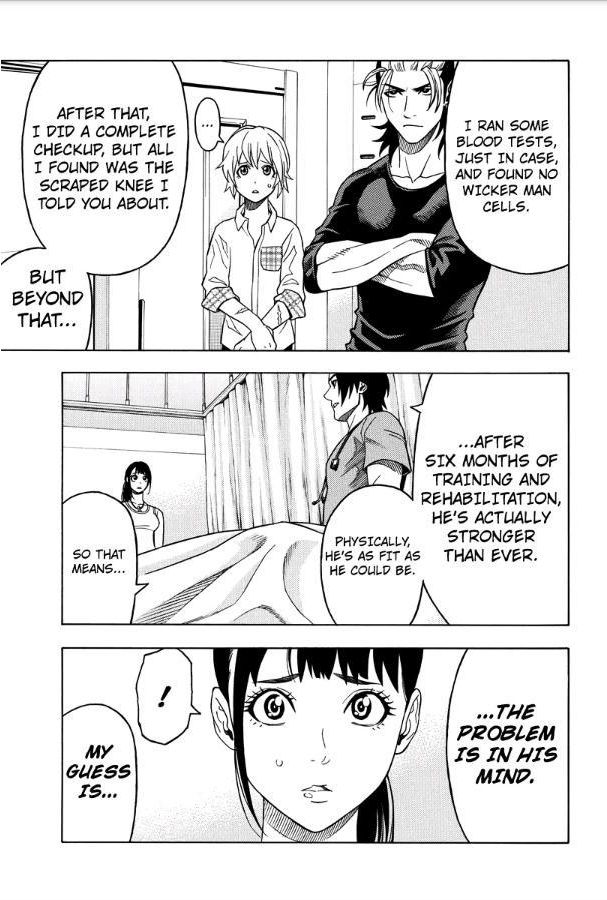 I RAN SOME
BLOOD TESTS,
JUST IN CASE,
AND FOUND NO
WICKER MAN
CELLS.
...
AFTER THAT,
I DID A COMPLETE
CHECKUP, BUT ALL
I FOUND WAS THE
SCRAPED KNEE I
TOLD YOU ABOUT.
BUT
BEYOND
THAT...
...AFTER
SIX MONTHS OF
TRAINING AND
REHABILITATION,
HE'S ACTUALLY
STRONGER
THAN EVER.
PHYSICALLY,
HE'S AS FIT AS
HE COULD BE.
SO THAT
MEANS...
...THE
PROBLEM
IS IN HIS
MIND.
!
MY
GUESS
IS...